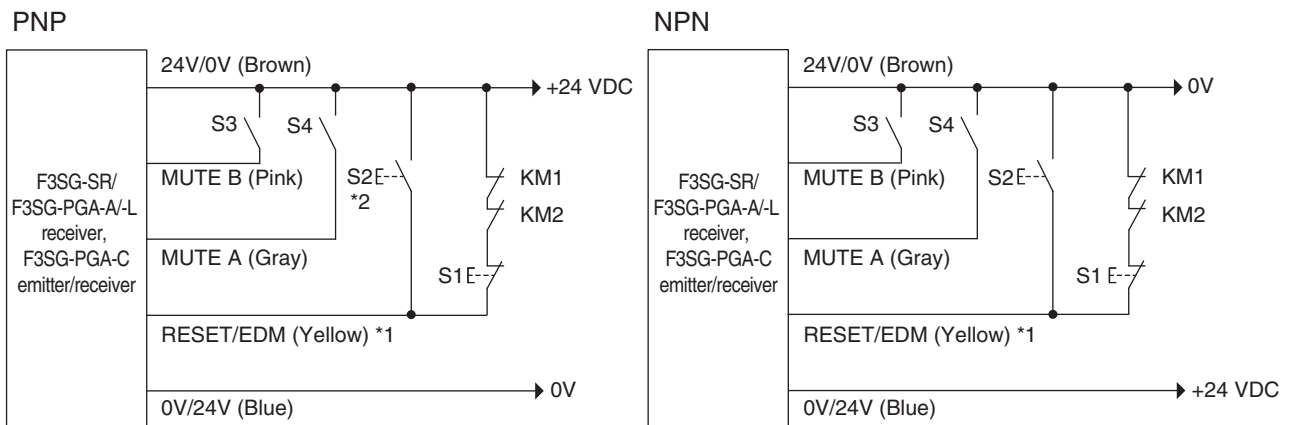 PNP
24V/0V (Brown)
+24 VDC
S3
S4
MUTE B (Pink)
S2
*2
KM1
KM2
F3SG-SR/
F3SG-PGA-A/-L
receiver,
F3SG-PGA-C
emitter/receiver
MUTE A (Gray)
S1
RESET/EDM (Yellow) *1
0V
0V/24V (Blue)
NPN
24V/0V (Brown)
0V
S3
S4
MUTE B (Pink)
S2
KM1
KM2
F3SG-SR/
F3SG-PGA-A/-L
receiver,
F3SG-PGA-C
emitter/receiver
MUTE A (Gray)
S1
RESET/EDM (Yellow) *1
+24 VDC
0V/24V (Blue)